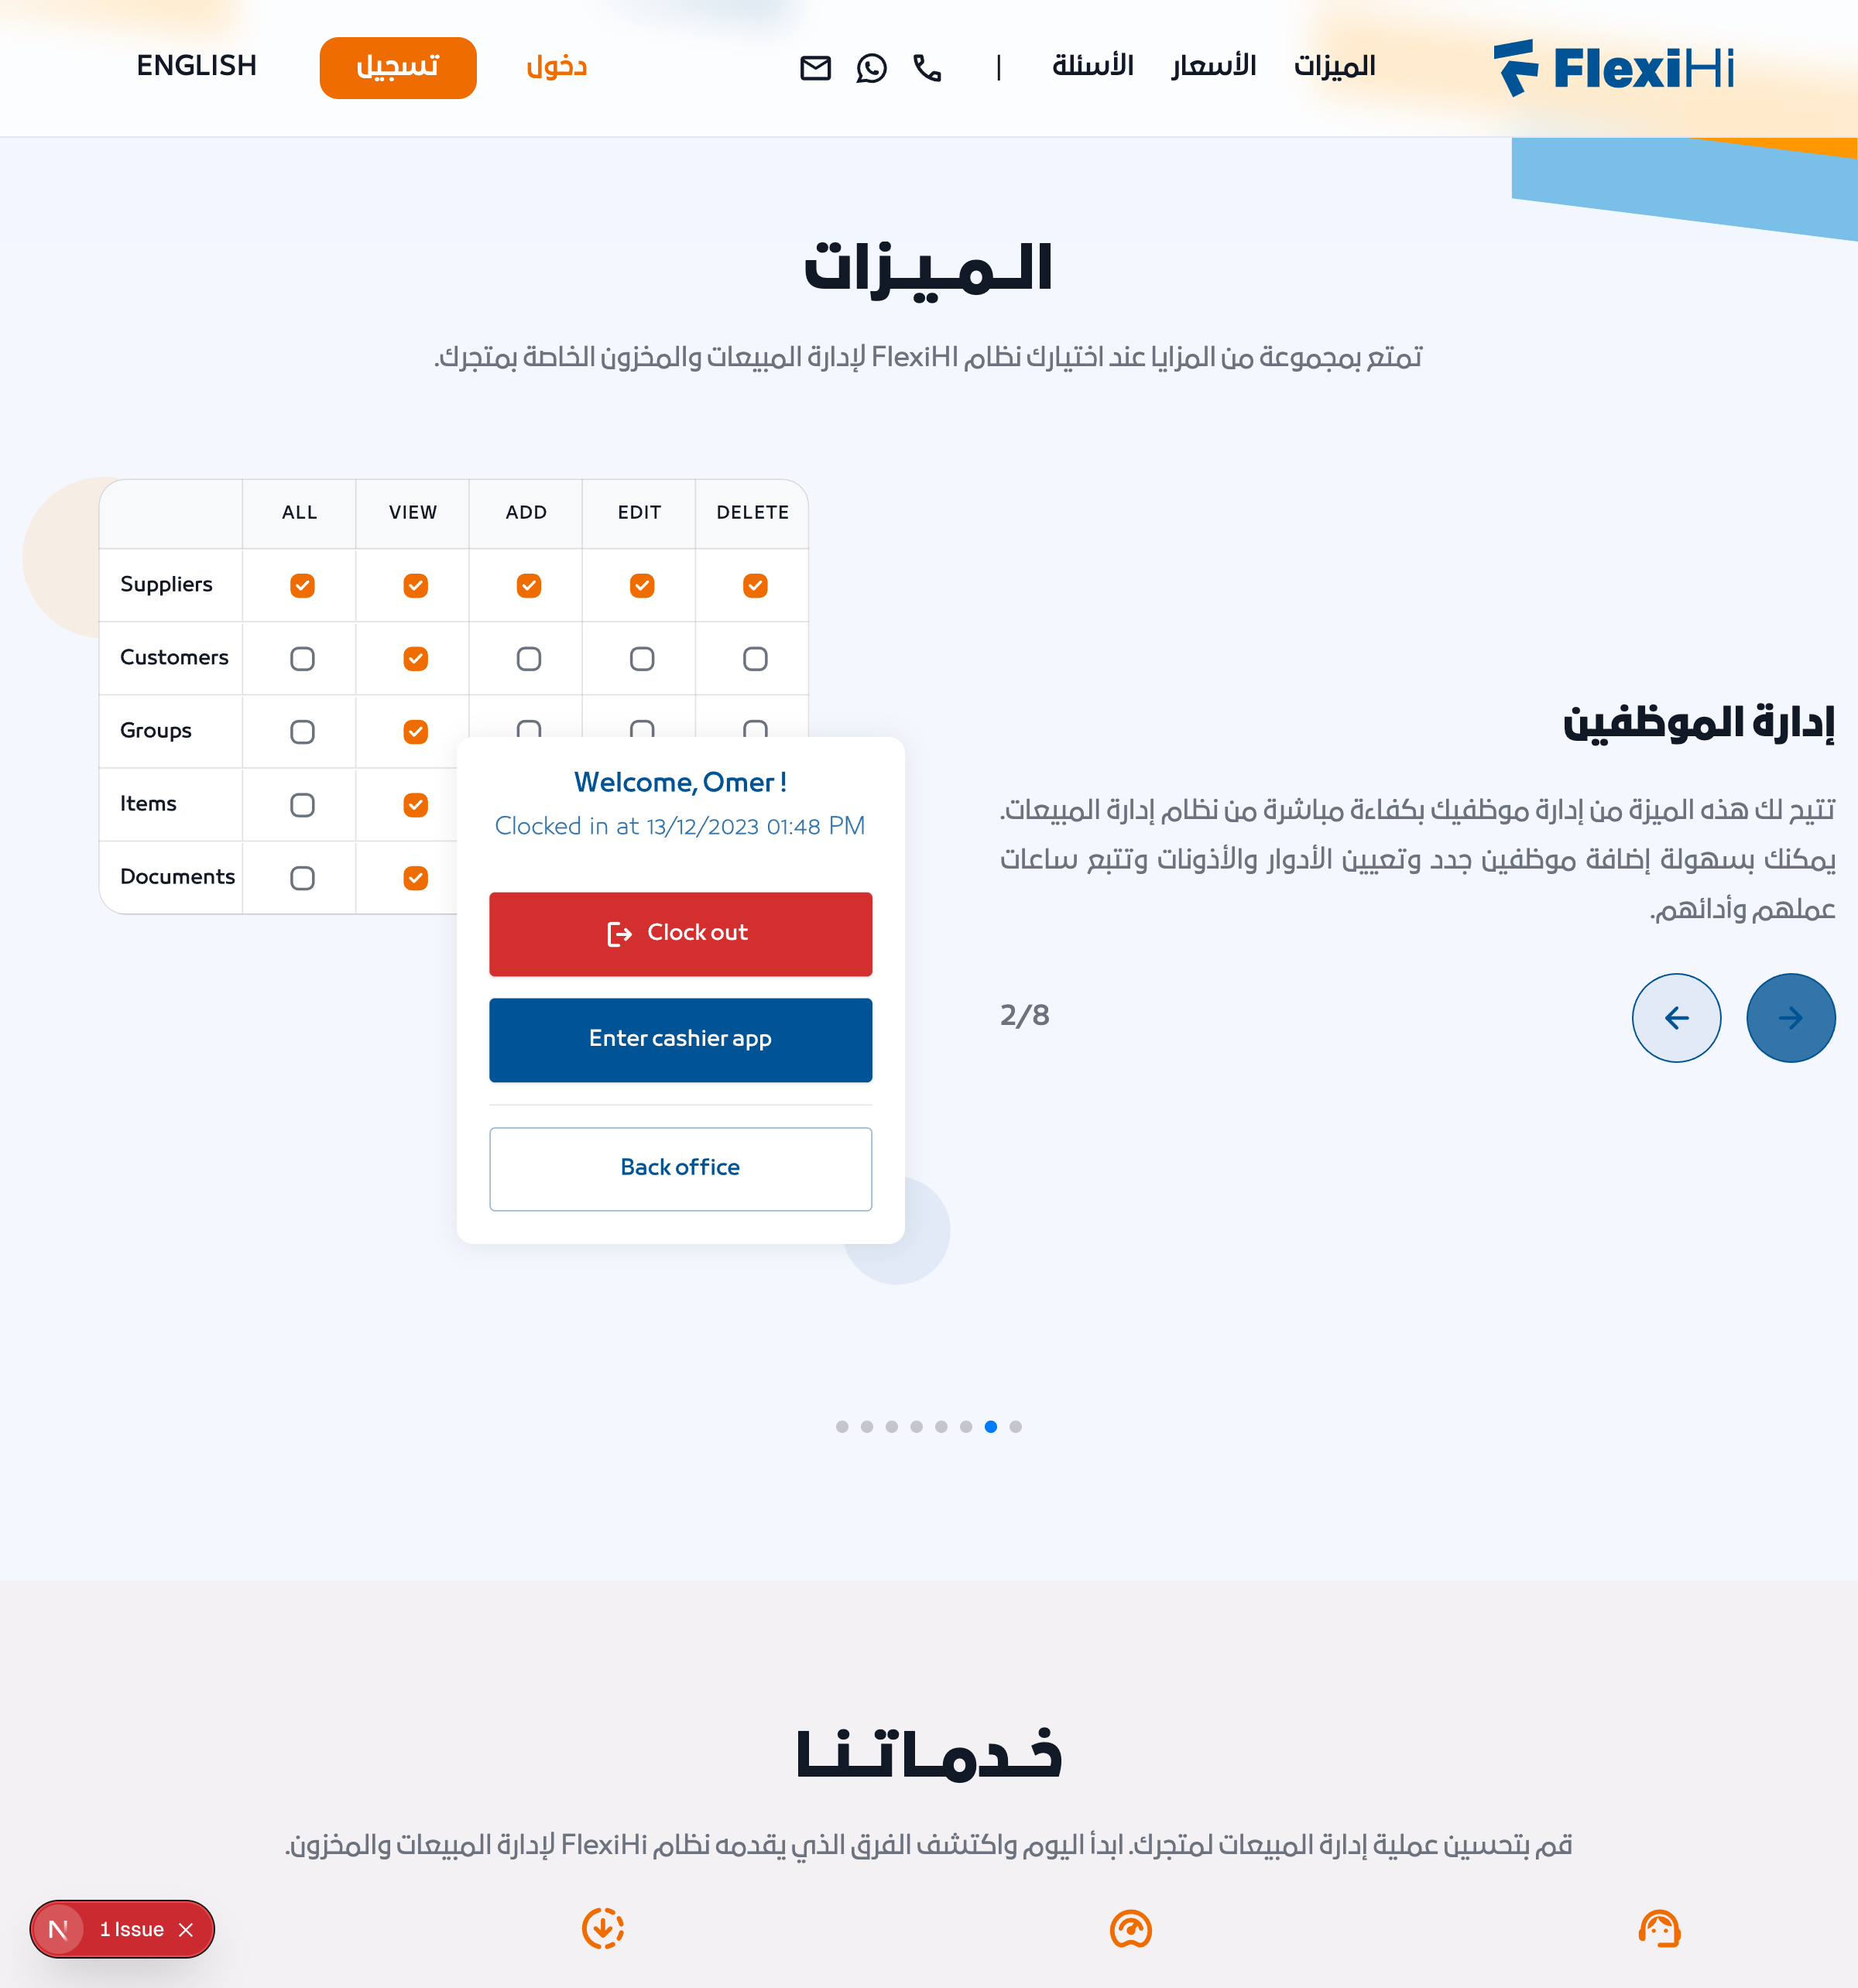 FlexiHi
الميزات
الأسعار
الأسئلة
|
دخول
تسجيل
ENGLISH
الـمـيـزات
تمتع بمجموعة من المزايا عند اختيارك نظام FlexiHI لإدارة المبيعات والمخزون الخاصة بمتجرك.
إدارة الموظفين
تتيح لك هذه الميزة من إدارة موظفيك بكفاءة مباشرة من نظام إدارة المبيعات.
يمكنك بسهولة إضافة موظفين جدد وتعيين الأدوار والأذونات وتتبع ساعات
عملهم وأدائهم.
2/8
ALL VIEW ADD EDIT DELETE
Suppliers
Customers
Groups
Items
Documents
Welcome, Omer !
Clocked in at 13/12/2023 01:48 PM
Clock out
Enter cashier app
Back office
خـدمـاتـنـا
قم بتحسين عملية إدارة المبيعات لمتجرك. ابدأ اليوم واكتشف الفرق الذي يقدمه نظام FlexiHi لإدارة المبيعات والمخزون.
N 1 Issue